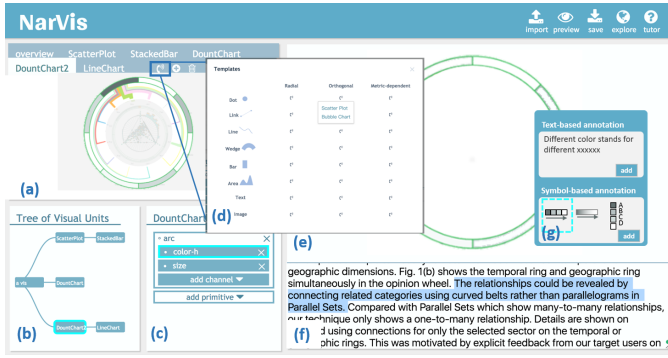 NarVis
import preview save explore tutor
overview ScatterPlot StackedBar DountChart
DountChart2 LineChart
(a)
Templates
Radial Orthogonal Metric-dependent
Dot
Link
Scatter Plot
Bubble Chart
Line
Wedge
Bar
Area
Text
Image
(d)
(e)
Text-based annotation
Different color stands for
different xxxxxx
add
Symbol-based annotation
A
B
C
D
add
(g)
Tree of Visual Units
ScatterPlot StackedBar
a vis DountChart
DountChart2 LineChart
(b)
DountChart
arc
color-h
size
add channel
add primitive
(c)
geographic dimensions. Fig. 1(b) shows the temporal ring and geographic ring
simultaneously in the opinion wheel. The relationships could be revealed by
connecting related categories using curved belts rather than parallelograms in
Parallel Sets. Compared with Parallel Sets which show many-to-many relationships,
our technique only shows a one-to-many relationship. Details are shown on
d using connections for only the selected sector on the temporal or
phic rings. This was motivated by explicit feedback from our target users on
(f)